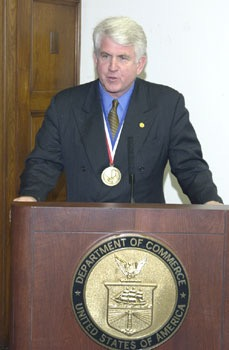 DEPARTMENT OF COMMERCE
UNITED STATES OF AMERICA